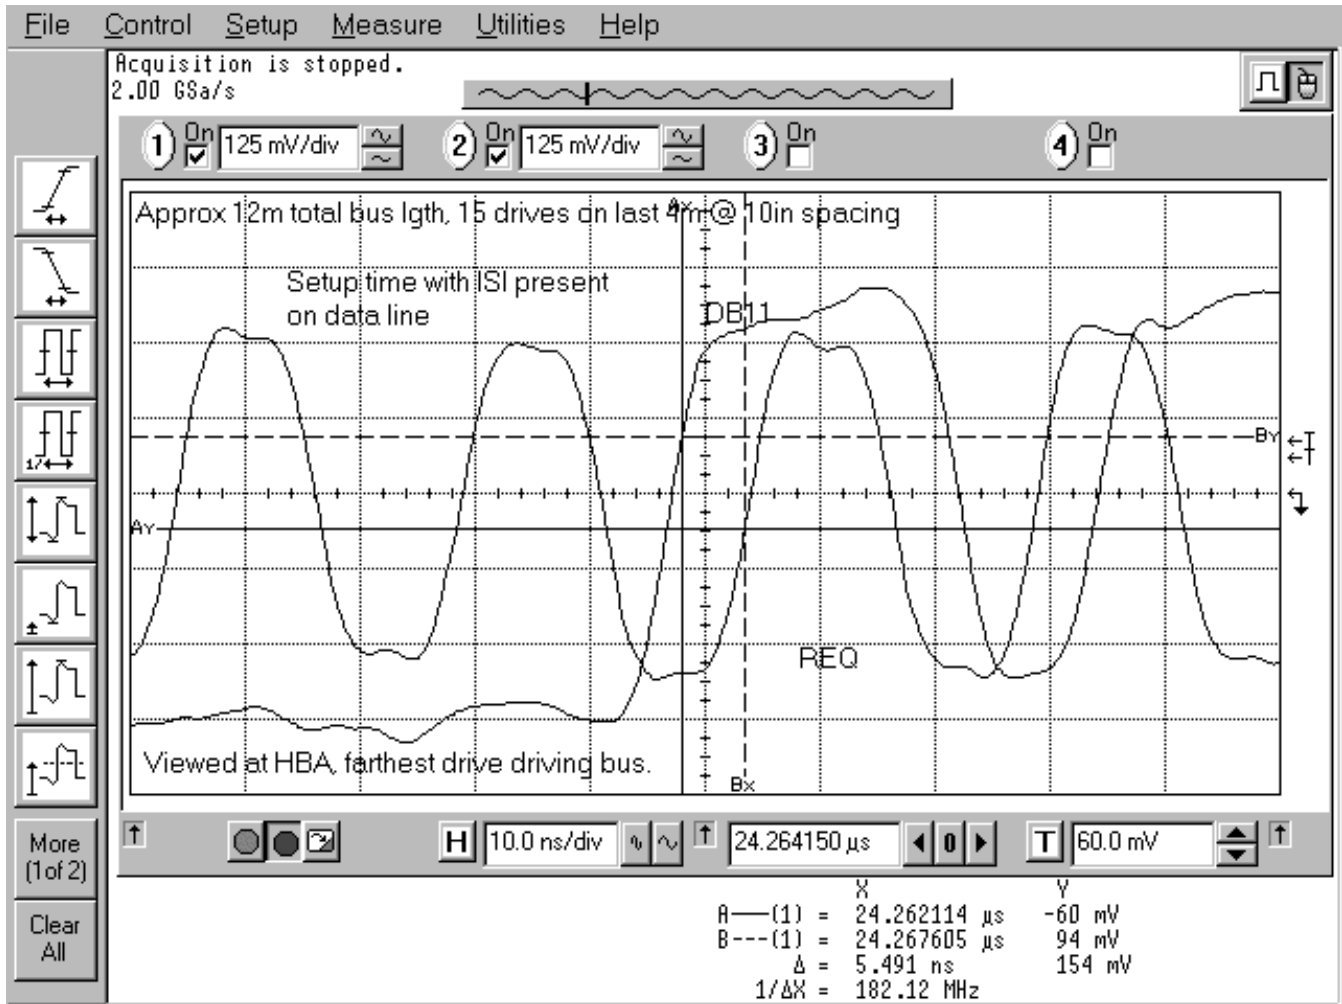 File Control Setup Measure Utilities Help
Acquisition is stopped.
2.00 GSa/s
1 On 125 mV/div 2 On 125 mV/div 3 On 4 On
Approx 12m total bus lgth, 15 drives on last 4m @ 10in spacing
Ax
Setup time with ISI present
on data line
DB11
By
Ay
REQ
Viewed at HBA, farthest drive driving bus.
Bx
1/
More
(1of 2)
Clear
All
H 10.0 ns/div 24.264150 µs 0 T 60.0 mV
X Y
A—(1) = 24.262114 µs -60 mV
B---(1) = 24.267605 µs 94 mV
Δ = 5.491 ns 154 mV
1/ΔX = 182.12 MHz